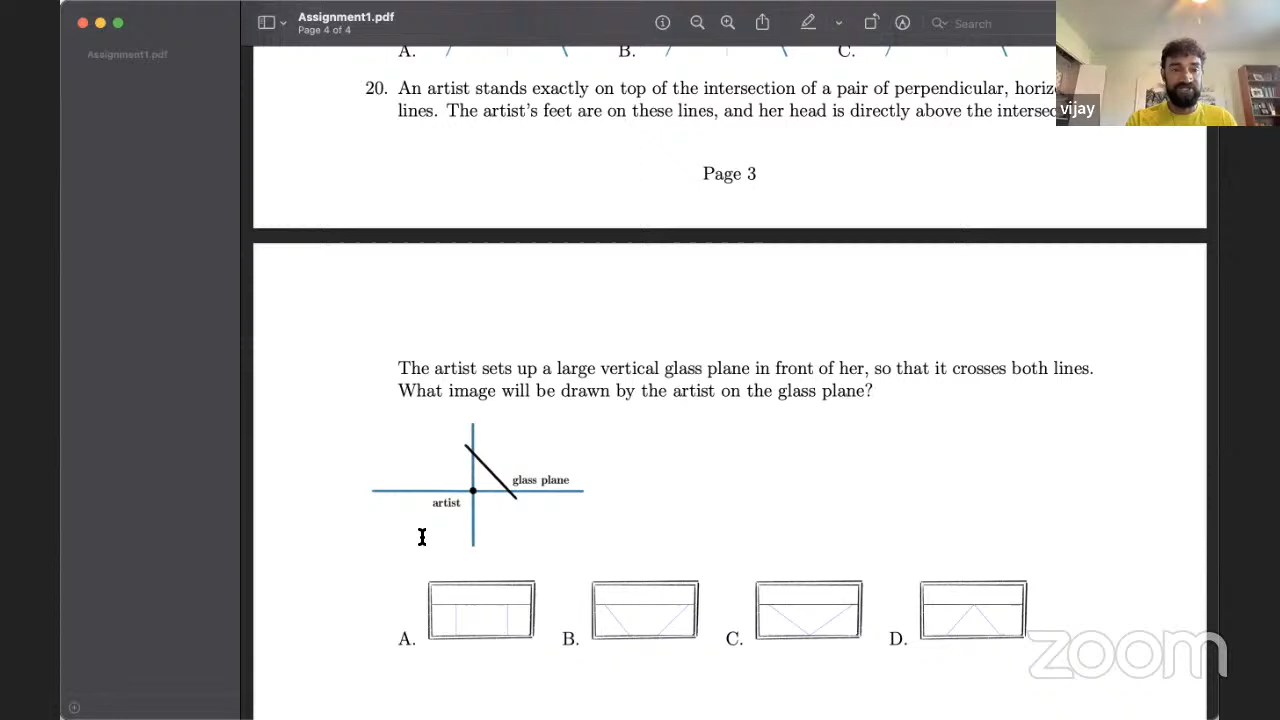 Assignment1.pdf
Page 4 of 4
Search
Assignment1.pdf
vijay
A. B. C.
20. An artist stands exactly on top of the intersection of a pair of perpendicular,
lines. The artist's feet are on these lines, and her head is directly above the
Page 3
The artist sets up a large vertical glass plane in front of her, so that it crosses both lines.
What image will be drawn by the artist on the glass plane?
glass plane
artist
A. B. C. D.
zoom